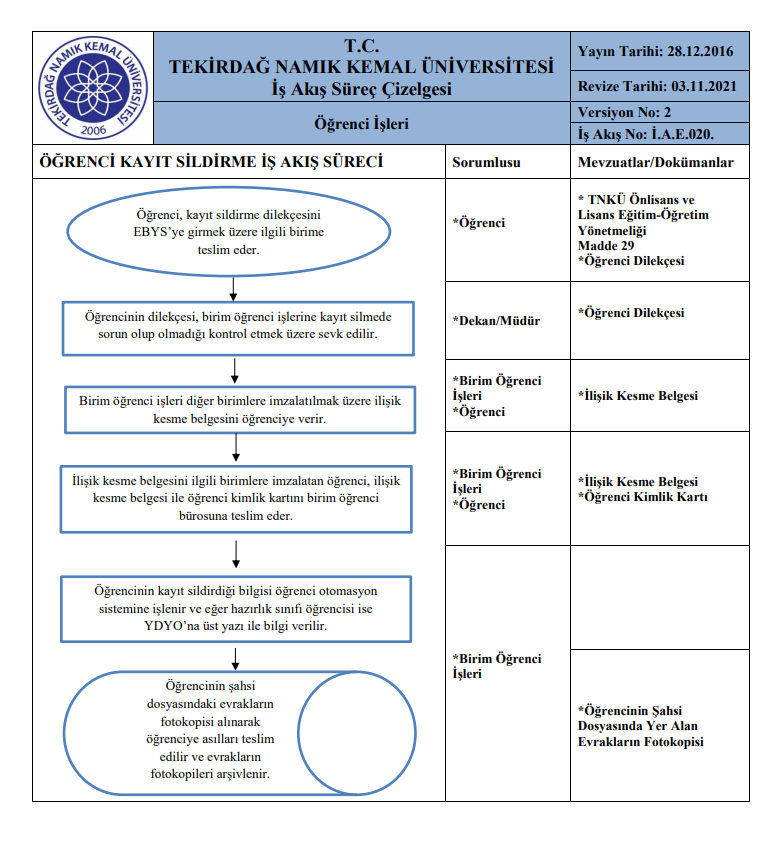 TEKİRDAĞ NAMIK KEMAL ÜNİVERSİTESİ
2006
T.C.
TEKİRDAĞ NAMIK KEMAL ÜNİVERSİTESİ
İş Akış Süreç Çizelgesi
Öğrenci İşleri
Yayın Tarihi: 28.12.2016
Revize Tarihi: 03.11.2021
Versiyon No: 2
İş Akış No: İ.A.E.020.
ÖĞRENCİ KAYIT SİLDİRME İŞ AKIŞ SÜRECİ
Sorumlusu
Mevzuatlar/Dokümanlar
Öğrenci, kayıt sildirme dilekçesini
EBYS’ye girmek üzere ilgili birime
teslim eder.
*Öğrenci
* TNKÜ Önlisans ve
Lisans Eğitim-Öğretim
Yönetmeliği
Madde 29
*Öğrenci Dilekçesi
Öğrencinin dilekçesi, birim öğrenci işlerine kayıt silmede
sorun olup olmadığı kontrol etmek üzere sevk edilir.
*Dekan/Müdür
*Öğrenci Dilekçesi
Birim öğrenci işleri diğer birimlere imzalatılmak üzere ilişik
kesme belgesini öğrenciye verir.
*Birim Öğrenci
İşleri
*Öğrenci
*İlişik Kesme Belgesi
İlişik kesme belgesini ilgili birimlere imzalatan öğrenci, ilişik
kesme belgesi ile öğrenci kimlik kartını birim öğrenci
bürosuna teslim eder.
*Birim Öğrenci
İşleri
*Öğrenci
*İlişik Kesme Belgesi
*Öğrenci Kimlik Kartı
Öğrencinin kayıt sildirdiği bilgisi öğrenci otomasyon
sistemine işlenir ve eğer hazırlık sınıfı öğrencisi ise
YDYO’na üst yazı ile bilgi verilir.
*Birim Öğrenci
İşleri
Öğrencinin şahsi
dosyasındaki evrakların
fotokopisi alınarak
öğrenciye asılları teslim
edilir ve evrakların
fotokopileri arşivlenir.
*Öğrencinin Şahsi
Dosyasında Yer Alan
Evrakların Fotokopisi